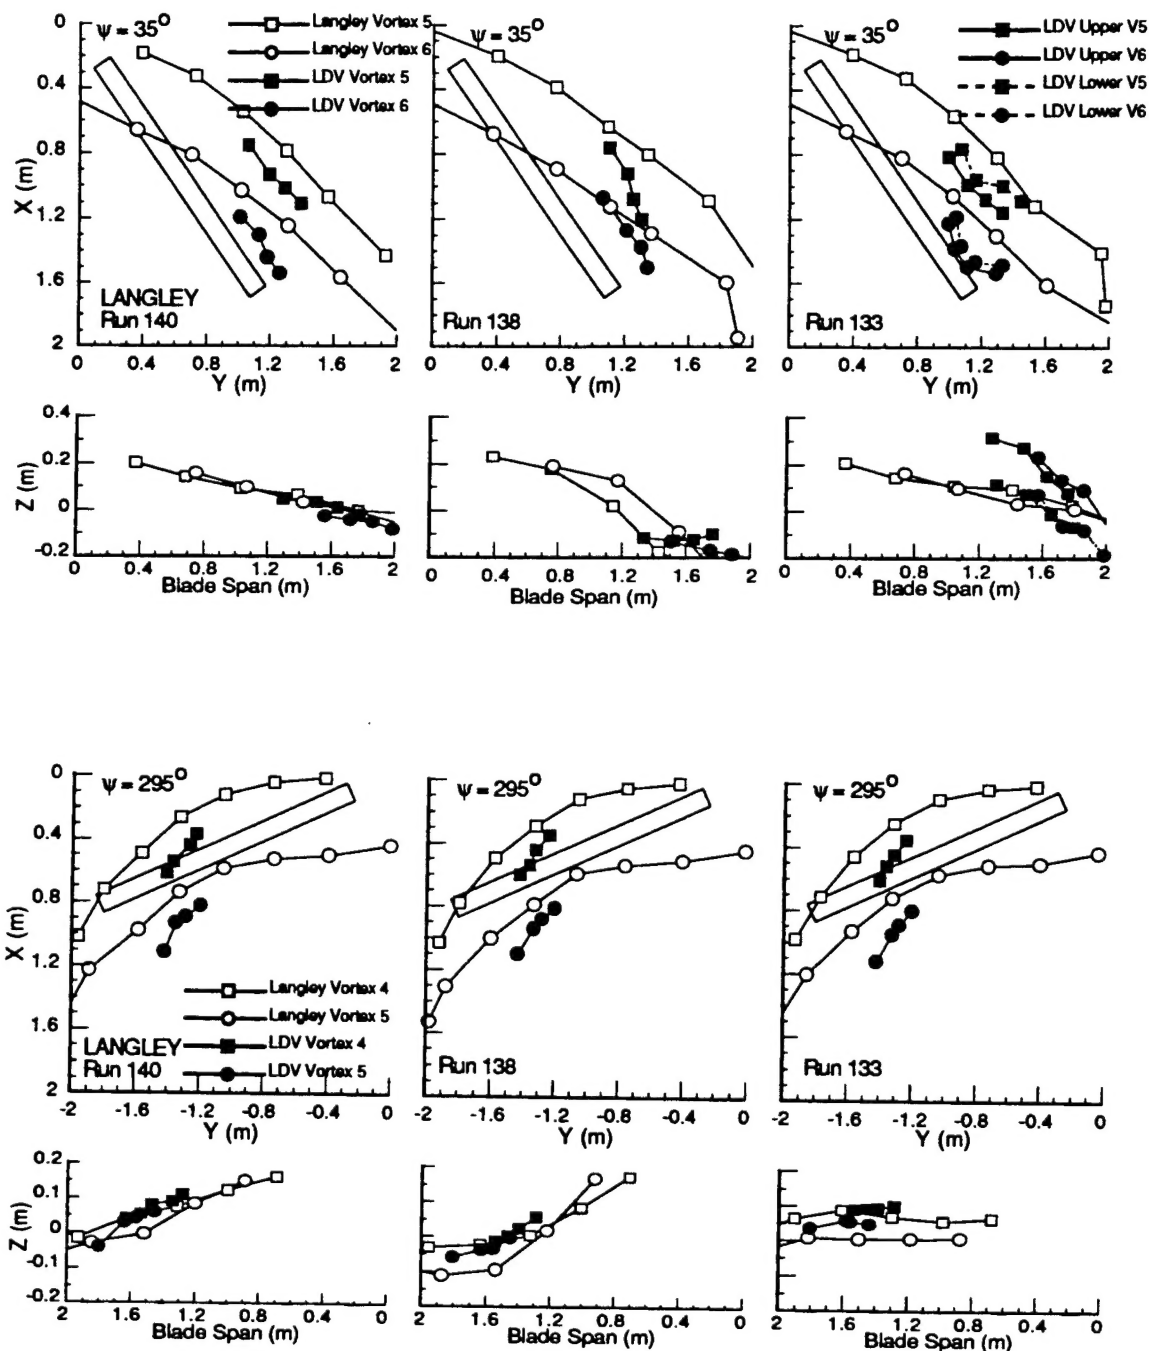 ψ = 35° Langley Vortex 5
Langley Vortex 6
LDV Vortex 5
LDV Vortex 6
0
0.4
0.8
1.2
1.6
2
X (m)
LANGLEY
Run 140
0 0.4 0.8 1.2 1.6 2
Y (m)
ψ = 35°
Run 138
0 0.4 0.8 1.2 1.6 2
Y (m)
ψ = 35°
LDV Upper V5
LDV Upper V6
LDV Lower V5
LDV Lower V6
Run 133
0 0.4 0.8 1.2 1.6 2
Y (m)
0.4
0.2
0
-0.2
Z (m)
0 0.4 0.8 1.2 1.6 2
Blade Span (m)
0 0.4 0.8 1.2 1.6 2
Blade Span (m)
0 0.4 0.8 1.2 1.6 2
Blade Span (m)
ψ = 295°
0
0.4
0.8
1.2
1.6
2
X (m)
Langley Vortex 4
Langley Vortex 5
LDV Vortex 4
LDV Vortex 5
LANGLEY
Run 140
-2 -1.6 -1.2 -0.8 -0.4 0
Y (m)
ψ = 295°
Run 138
-2 -1.6 -1.2 -0.8 -0.4 0
Y (m)
ψ = 295°
Run 133
-2 -1.6 -1.2 -0.8 -0.4 0
Y (m)
0.2
0.1
0
-0.1
-0.2
Z (m)
2 1.6 1.2 0.8 0.4 0
Blade Span (m)
2 1.6 1.2 0.8 0.4 0
Blade Span (m)
2 1.6 1.2 0.8 0.4 0
Blade Span (m)